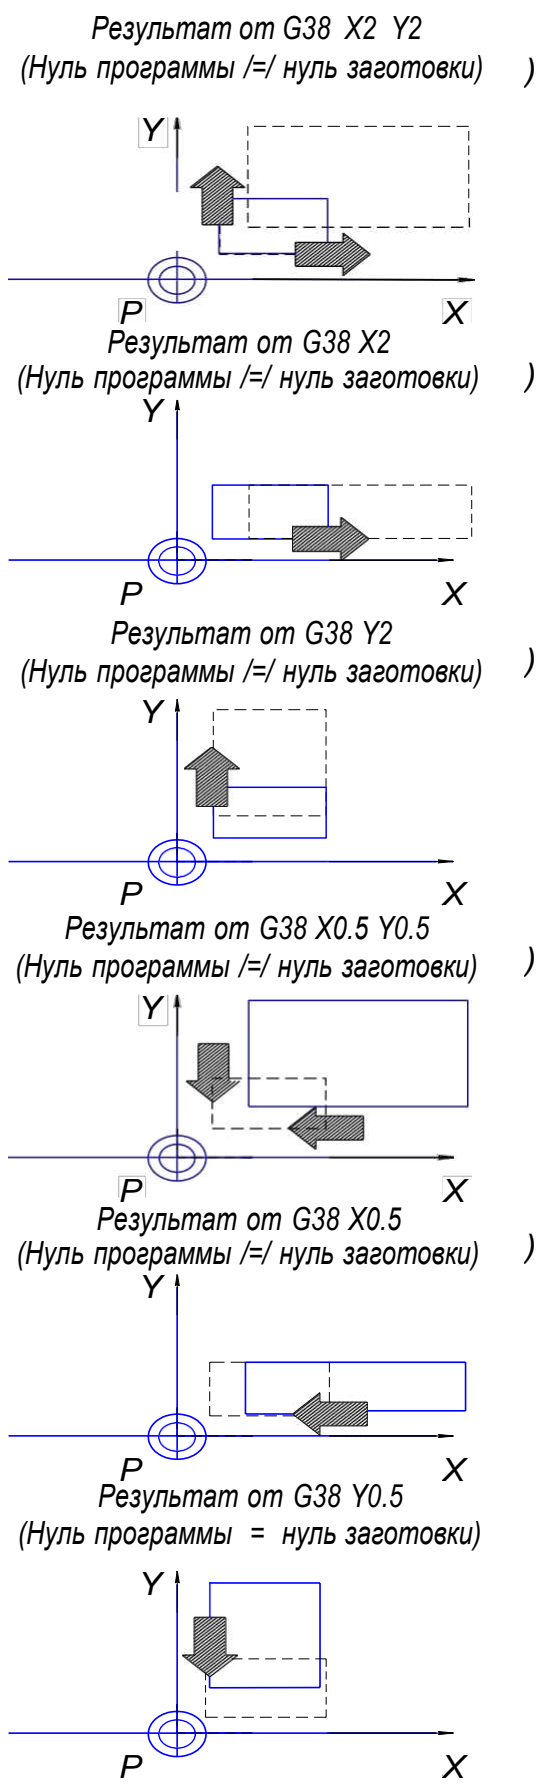 Результат от G38 X2 Y2
(Нуль программы /=/ нуль заготовки) )
Y
P X
Результат от G38 X2
(Нуль программы /=/ нуль заготовки) )
Y
P X
Результат от G38 Y2
(Нуль программы /=/ нуль заготовки) )
Y
P X
Результат от G38 X0.5 Y0.5
(Нуль программы /=/ нуль заготовки) )
Y
P X
Результат от G38 X0.5
(Нуль программы /=/ нуль заготовки) )
Y
P X
Результат от G38 Y0.5
(Нуль программы = нуль заготовки)
Y
P X